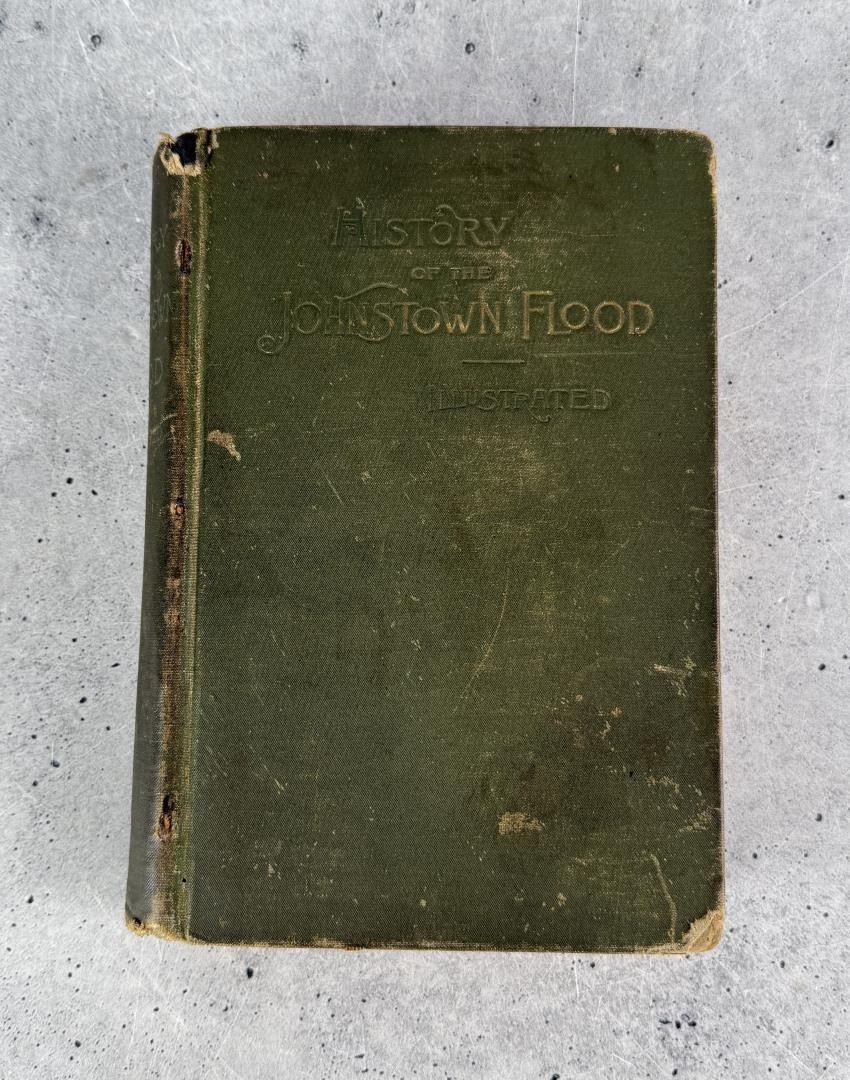 HISTORY
OF THE
JOHNSTOWN FLOOD
ILLUSTRATED